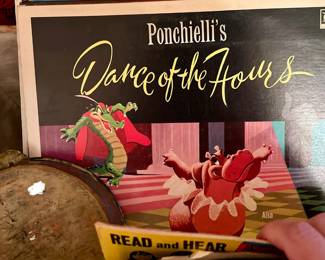 Ponchielli's
Dance of the Hours
READ and HEAR